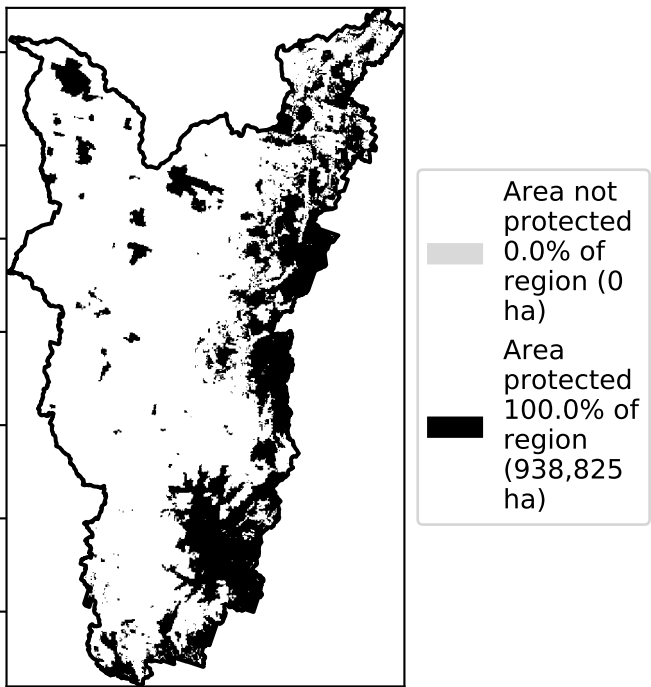 Area not
protected
0.0% of
region (0
ha)
Area
protected
100.0% of
region
(938,825
ha)